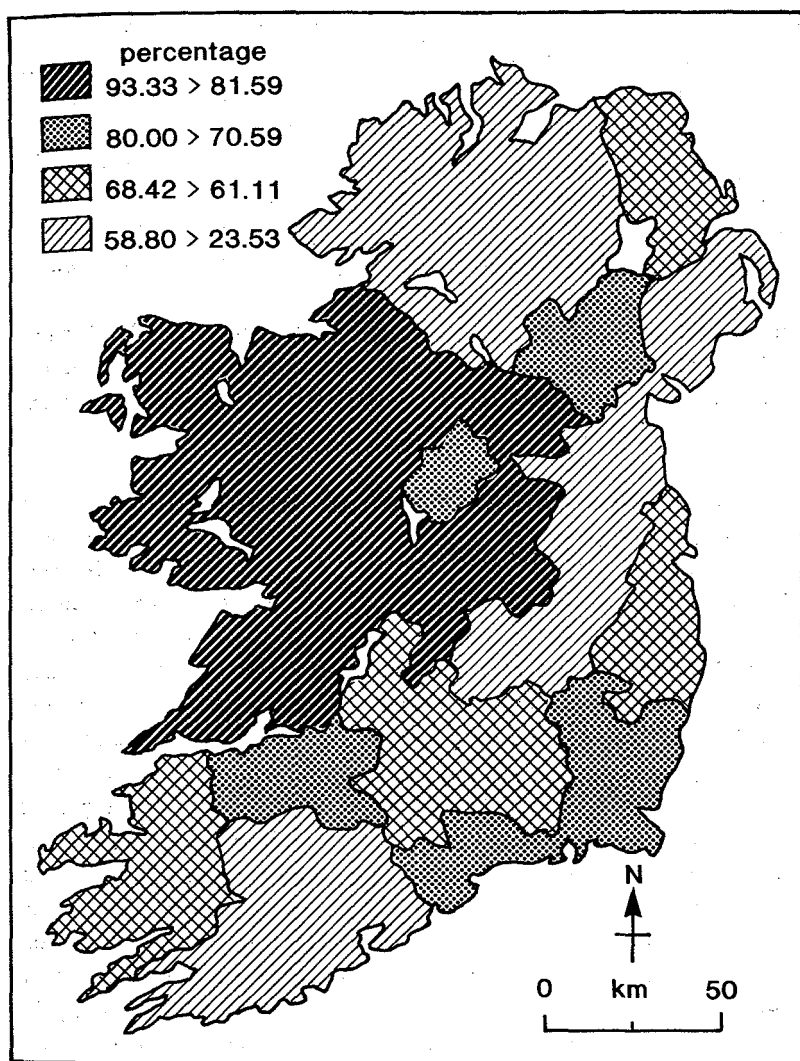 percentage
93.33 > 81.59
80.00 > 70.59
68.42 > 61.11
58.80 > 23.53
N
0 km 50